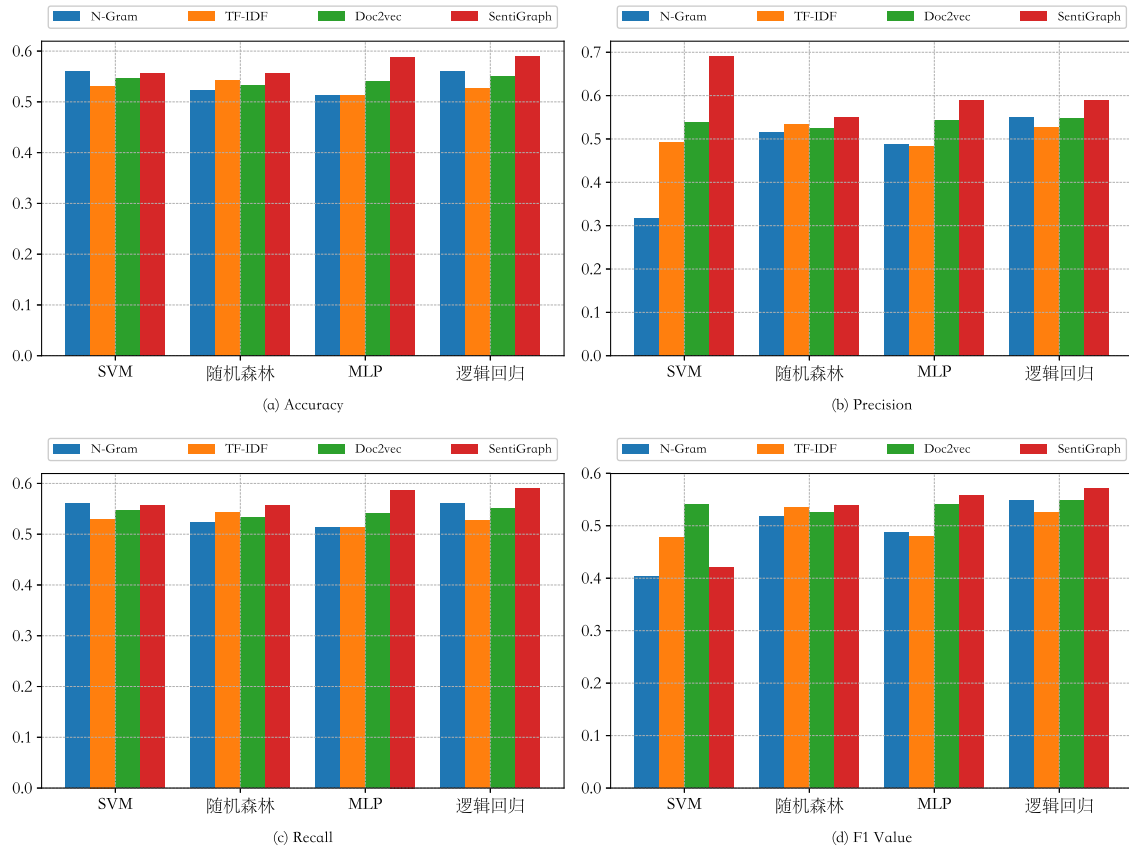 N-Gram TF-IDF Doc2vec SentiGraph
0.6
0.5
0.4
0.3
0.2
0.1
0.0
SVM 随机森林 MLP 逻辑回归
(a) Accuracy
N-Gram TF-IDF Doc2vec SentiGraph
0.7
0.6
0.5
0.4
0.3
0.2
0.1
0.0
SVM 随机森林 MLP 逻辑回归
(b) Precision
N-Gram TF-IDF Doc2vec SentiGraph
0.6
0.5
0.4
0.3
0.2
0.1
0.0
SVM 随机森林 MLP 逻辑回归
(c) Recall
N-Gram TF-IDF Doc2vec SentiGraph
0.6
0.5
0.4
0.3
0.2
0.1
0.0
SVM 随机森林 MLP 逻辑回归
(d) F1 Value